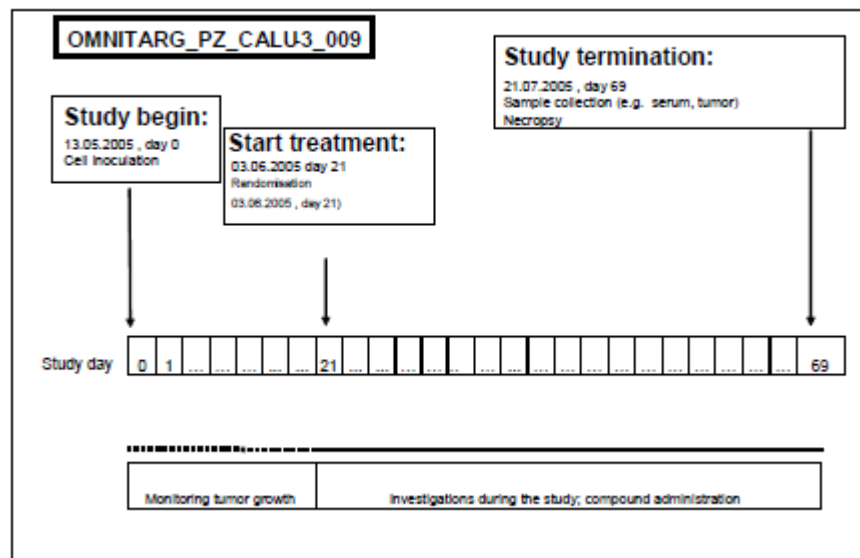 OMNITARG_PZ_CALU-3_009
Study termination:
21.07.2005 , day 69
Sample collection (e.g. serum, tumor)
Necropsy
Study begin:
13.05.2005 , day 0
Cell Inoculation
Start treatment:
03.06.2005 day 21
Randomisation
03.06.2005 , day 21)
Study day 0 1 ... ... ... ... ... 21 ... ... ... ... ... ... ... ... ... ... ... ... ... ... ... ... ... 69
Monitoring tumor growth Investigations during the study; compound administration